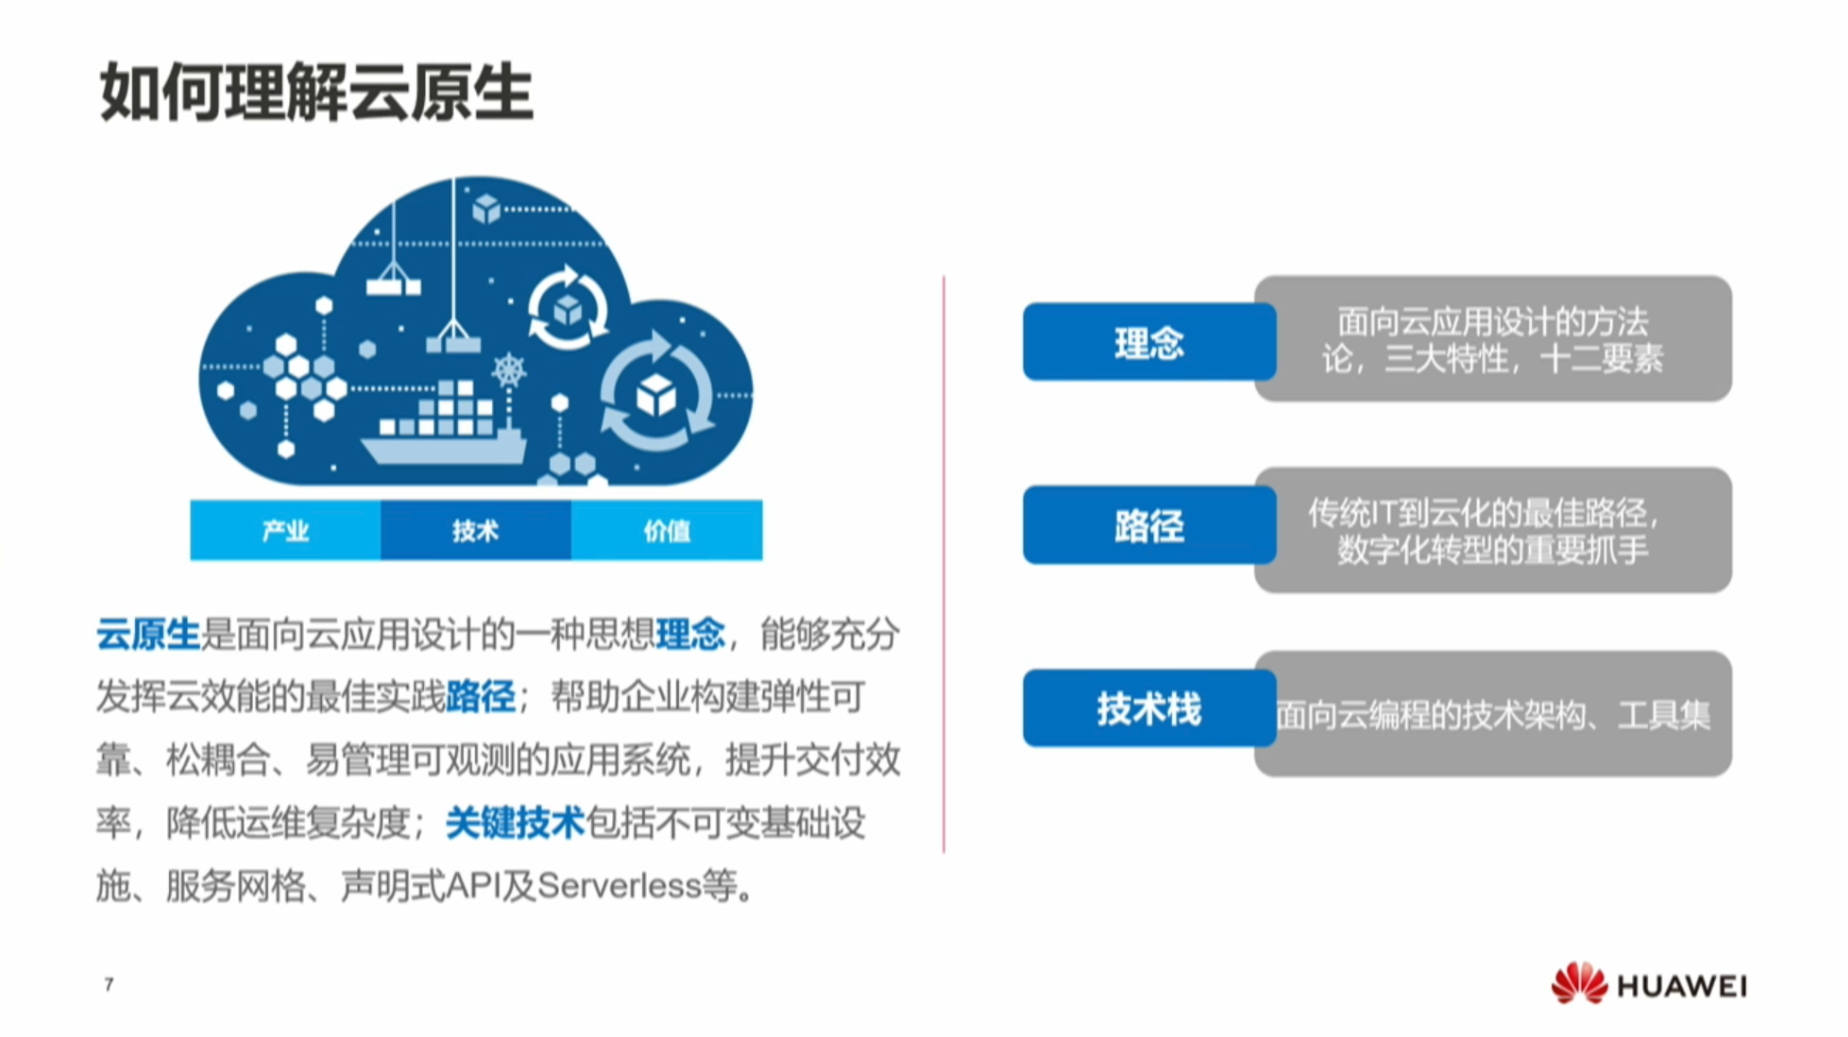 如何理解云原生
产业
技术
价值
云原生是面向云应用设计的一种思想理念，能够充分
发挥云效能的最佳实践路径；帮助企业构建弹性可
靠、松耦合、易管理可观测的应用系统，提升交付效
率，降低运维复杂度；关键技术包括不可变基础设
施、服务网格、声明式API及Serverless等。
理念
面向云应用设计的方法
论，三大特性，十二要素
路径
传统IT到云化的最佳路径，
数字化转型的重要抓手
技术栈
面向云编程的技术架构、工具集
7
HUAWEI